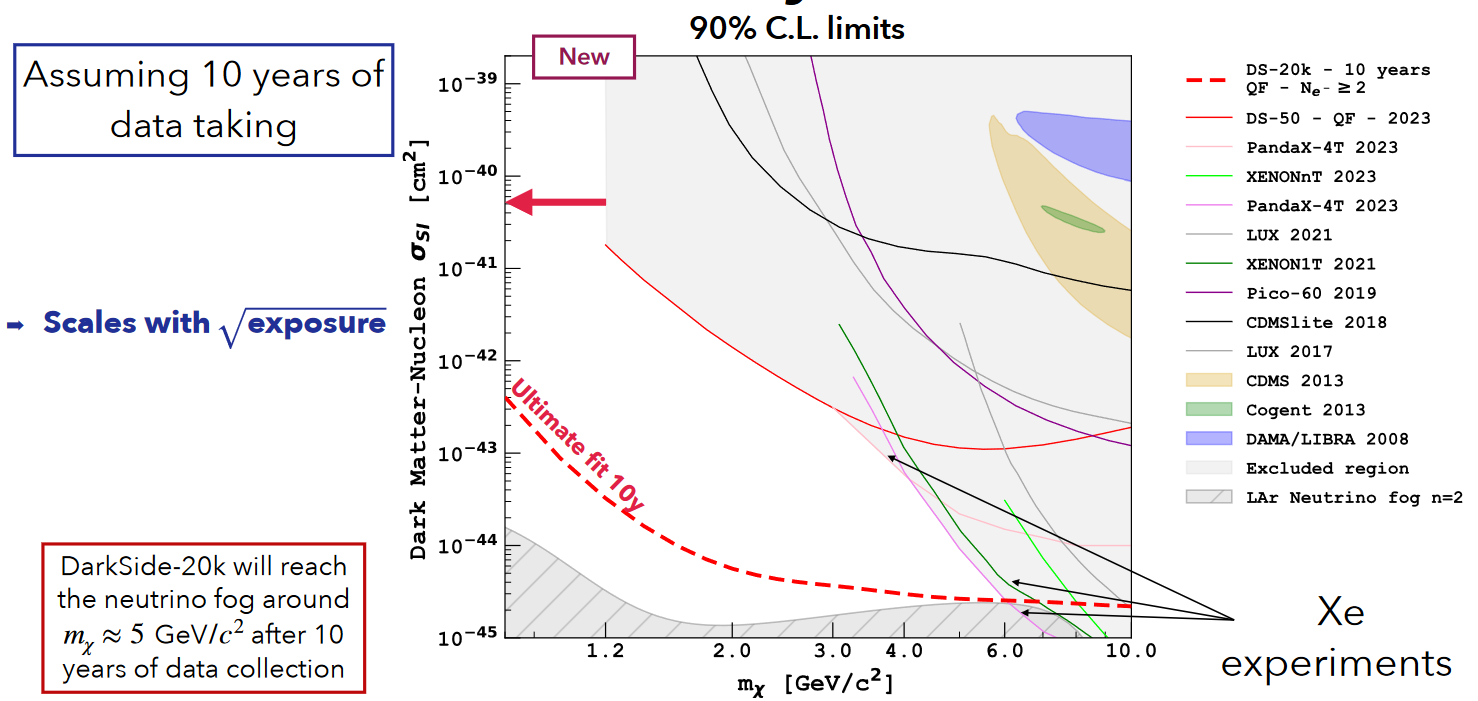 90% C.L. limits
Assuming 10 years of
data taking
➡ Scales with √exposure
DarkSide-20k will reach
the neutrino fog around
mχ ≈ 5 GeV/c² after 10
years of data collection
New
Dark Matter-Nucleon σSI [cm²]
10⁻³⁹
10⁻⁴⁰
10⁻⁴¹
10⁻⁴²
10⁻⁴³
10⁻⁴⁴
10⁻⁴⁵
Ultimate fit 10y
1.2 2.0 3.0 4.0 6.0 10.0
mχ [GeV/c²]
DS-20k - 10 years
QF - Ne⁻ ≥ 2
DS-50 - QF - 2023
PandaX-4T 2023
XENONnT 2023
PandaX-4T 2023
LUX 2021
XENON1T 2021
Pico-60 2019
CDMSlite 2018
LUX 2017
CDMS 2013
Cogent 2013
DAMA/LIBRA 2008
Excluded region
LAr Neutrino fog n=2
Xe
experiments